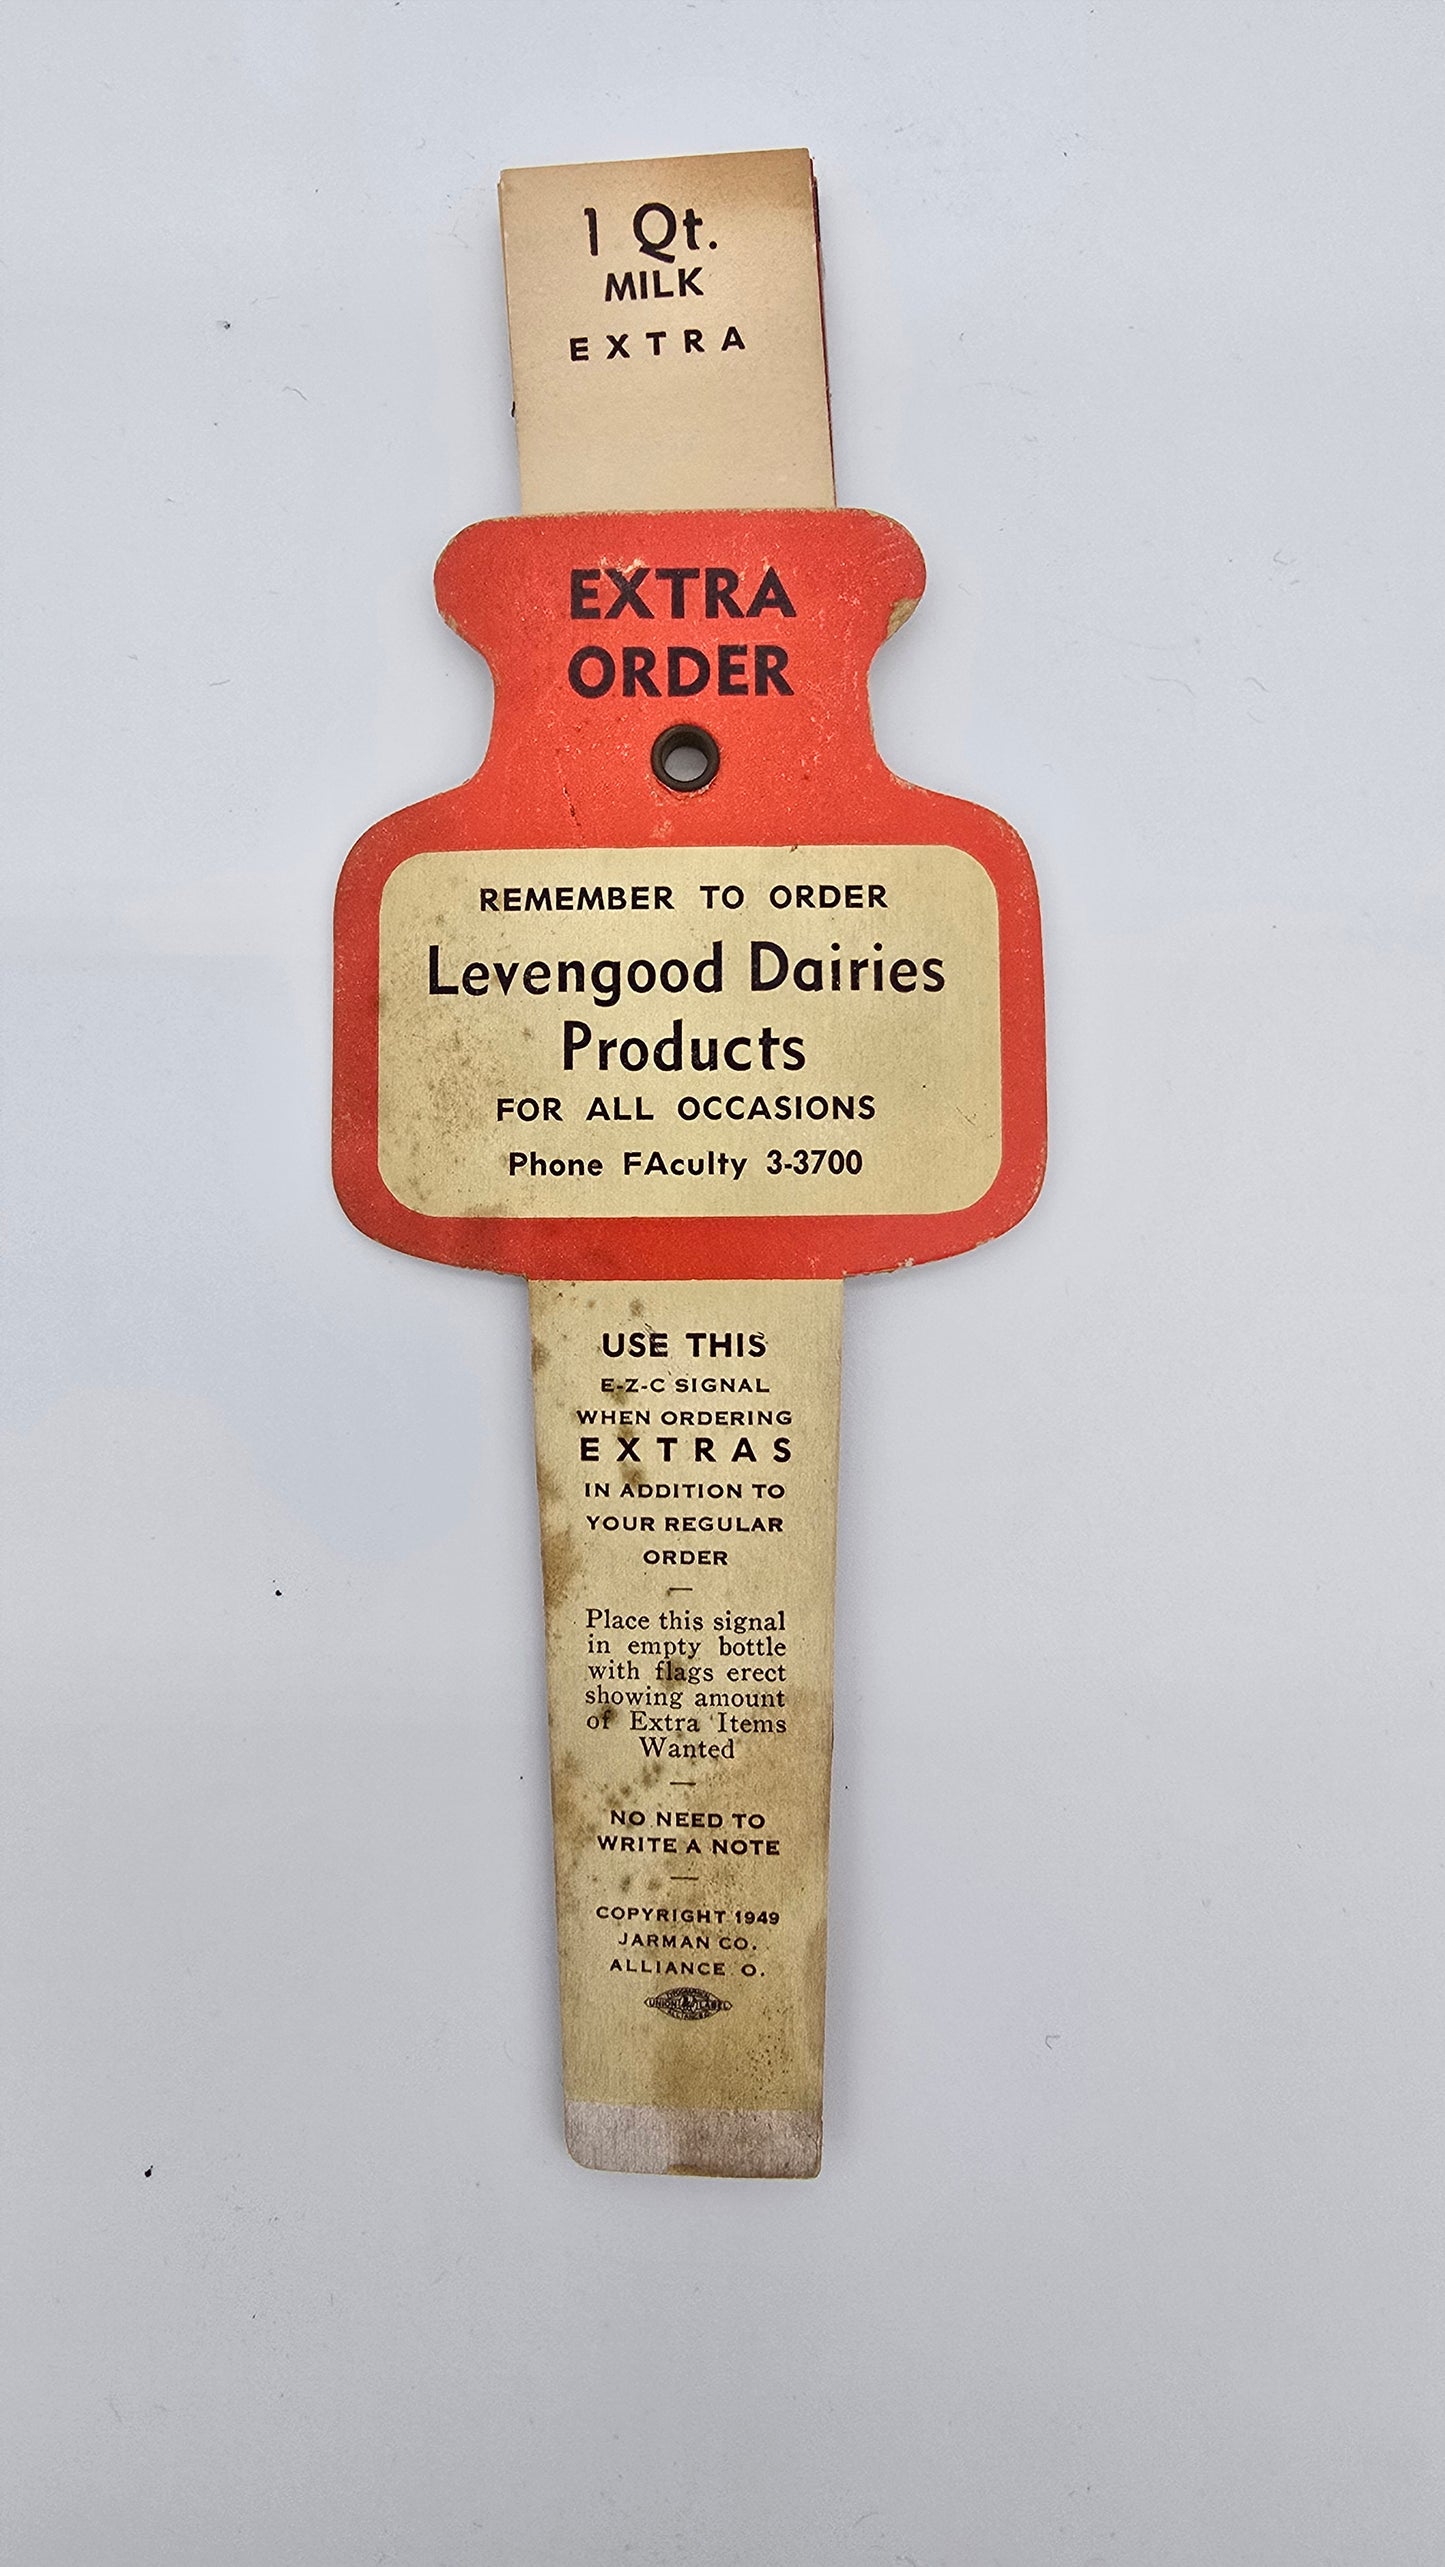 1 Qt.
MILK
EXTRA
EXTRA
ORDER
REMEMBER TO ORDER
Levengood Dairies
Products
FOR ALL OCCASIONS
Phone FAculty 3-3700
USE THIS
E-Z-C SIGNAL
WHEN ORDERING
EXTRAS
IN ADDITION TO
YOUR REGULAR
ORDER
—
Place this signal
in empty bottle
with flags erect
showing amount
of Extra Items
Wanted
—
NO NEED TO
WRITE A NOTE
—
COPYRIGHT 1949
JARMAN CO.
ALLIANCE O.
UNION LABEL